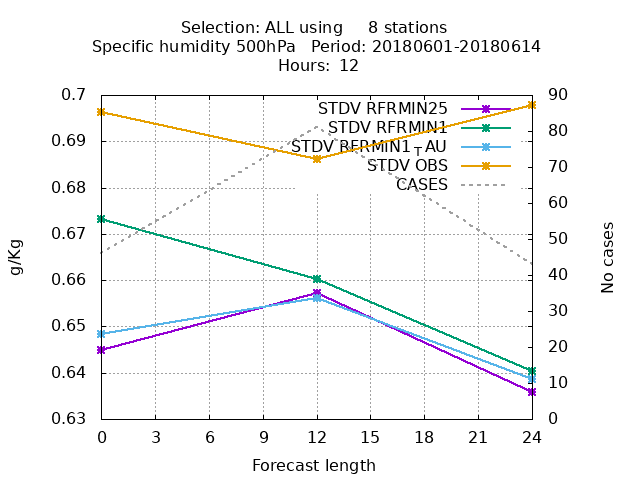 Selection: ALL using 8 stations
Specific humidity 500hPa Period: 20180601-20180614
Hours: 12
0.7
0.69
0.68
0.67
0.66
0.65
0.64
0.63
g/Kg
STDV RFRMIN25
STDV RFRMIN1
STDV RFRMIN1_TAU
STDV OBS
CASES
90
80
70
60
50
40
30
20
10
0
No cases
0 3 6 9 12 15 18 21 24
Forecast length